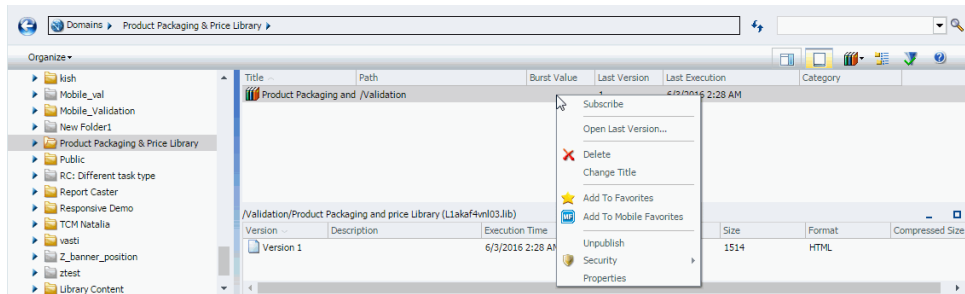 Domains Product Packaging & Price Library
Organize
kish
Mobile_val
Mobile_Validation
New Folder1
Product Packaging & Price Library
Public
RC: Different task type
Report Caster
Responsive Demo
TCM Natalia
vasti
Z_banner_position
ztest
Library Content
Title Path Burst Value Last Version Last Execution Category
Product Packaging and /Validation 1 6/3/2016 2:28 AM
Subscribe
Open Last Version...
Delete
Change Title
Add To Favorites
MF Add To Mobile Favorites
Unpublish
Security
Properties
/Validation/Product Packaging and price Library (L1akaf4vnl03.lib)
Version Description Execution Time Size Format Compressed Size
Version 1 6/3/2016 2:28 AM 1514 HTML